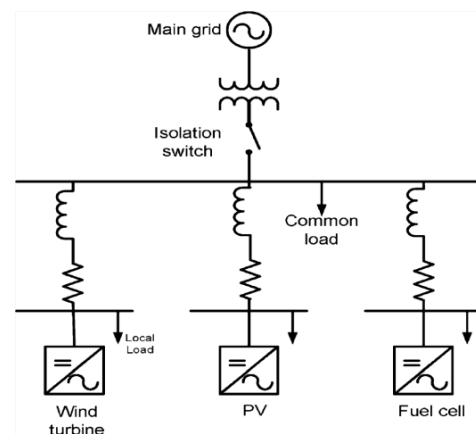 Main grid
Isolation
switch
Common
load
Local
Load
Wind
turbine
PV
Fuel cell